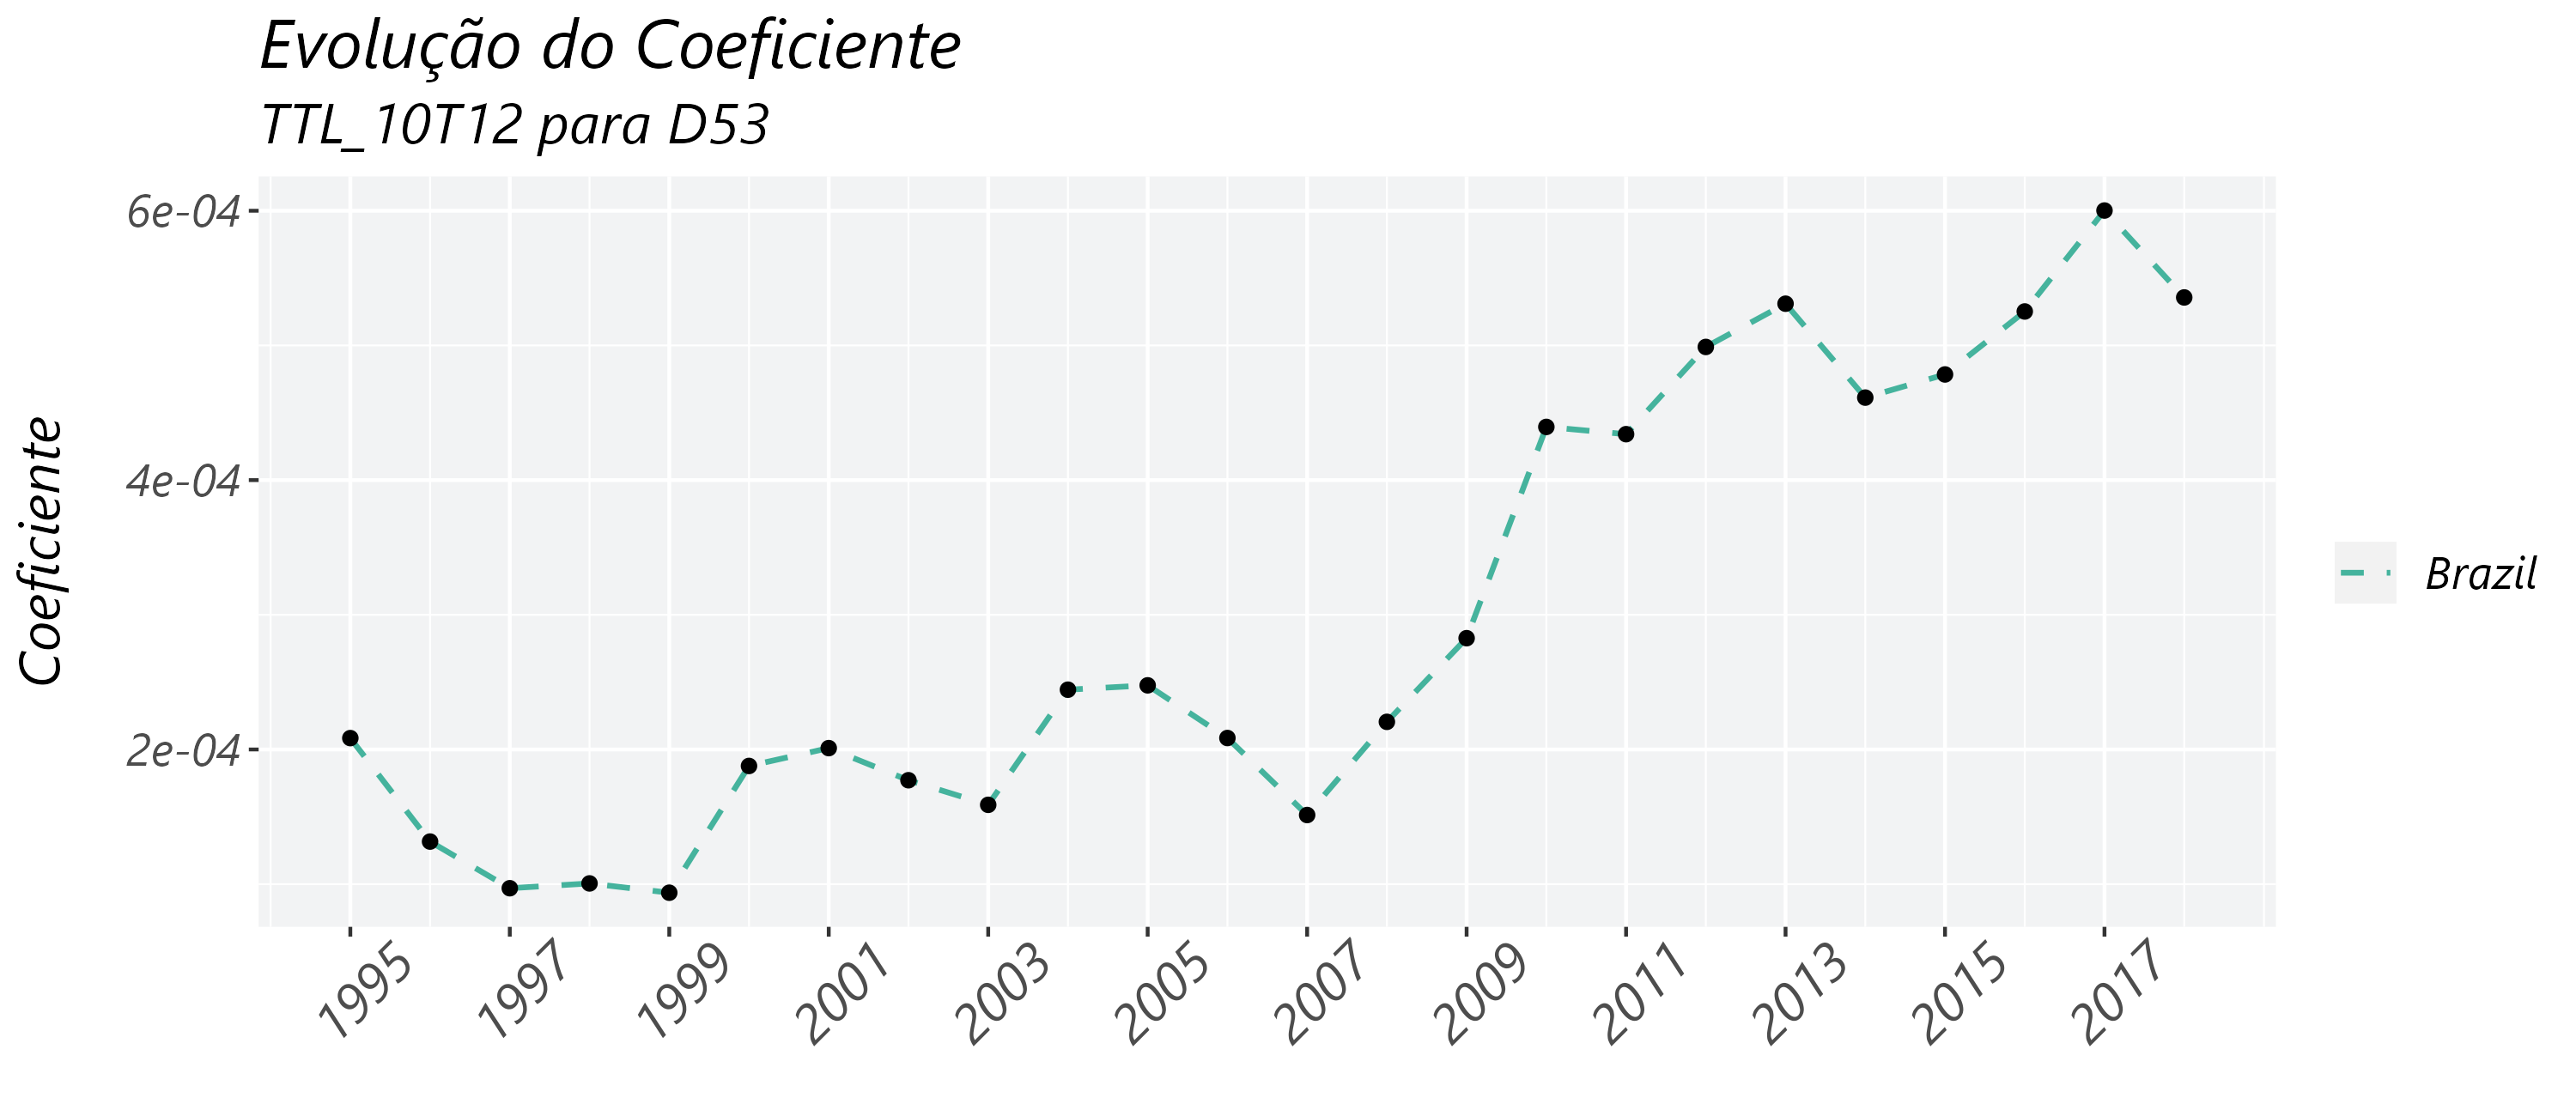 Evolução do Coeficiente
TTL_10T12 para D53
Coeficiente
6e-04
4e-04
2e-04
1995
1997
1999
2001
2003
2005
2007
2009
2011
2013
2015
2017
Brazil